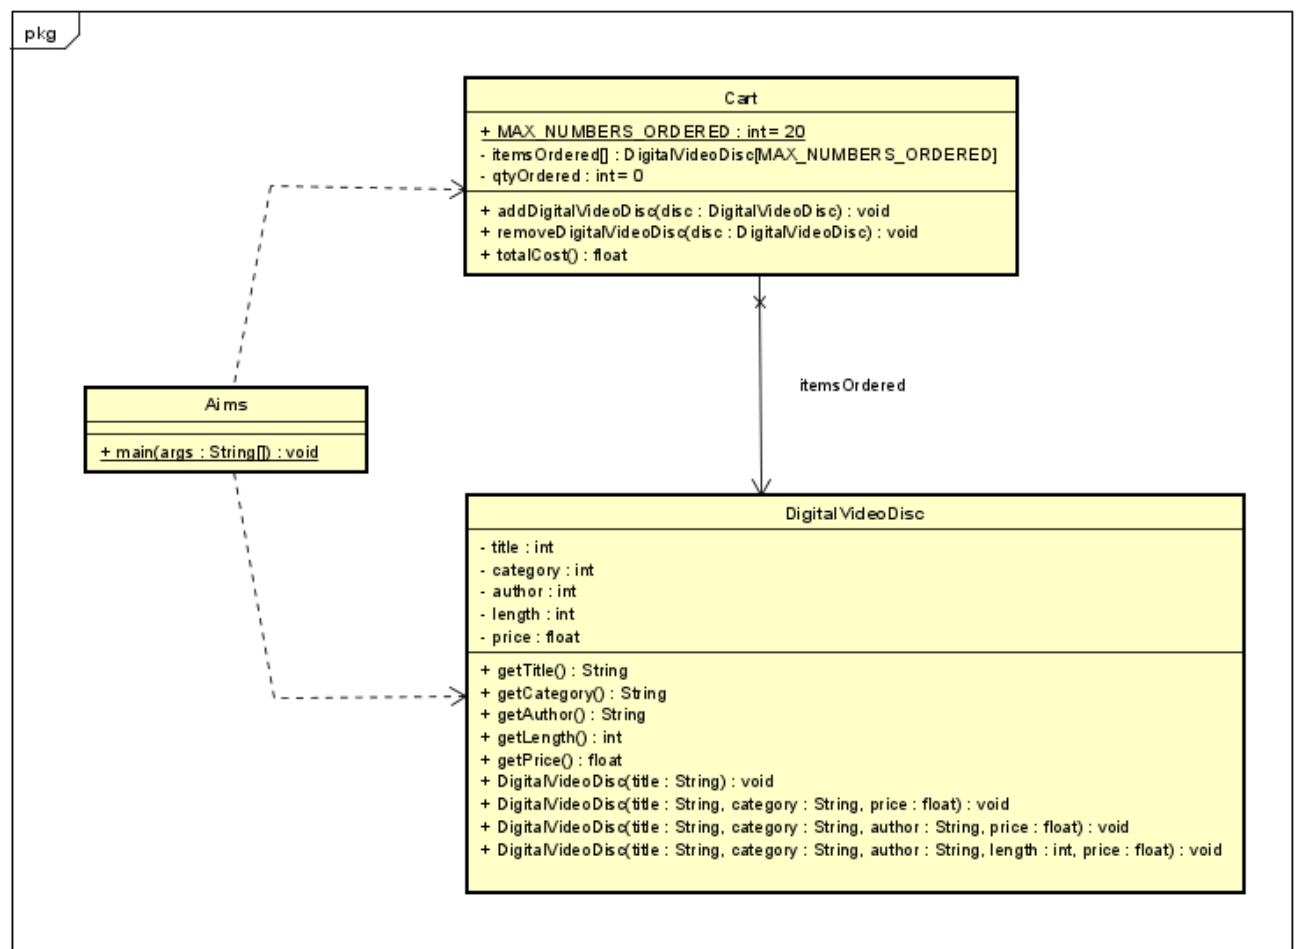 pkg
Cart
+ MAX_NUMBERS_ORDERED : int = 20
- itemsOrdered[] : DigitalVideoDisc[MAX_NUMBERS_ORDERED]
- qtyOrdered : int = 0
+ addDigitalVideoDisc(disc : DigitalVideoDisc) : void
+ removeDigitalVideoDisc(disc : DigitalVideoDisc) : void
+ totalCost() : float
itemsOrdered
Aims
+ main(args : String[]) : void
DigitalVideoDisc
- title : int
- category : int
- author : int
- length : int
- price : float
+ getTitle() : String
+ getCategory() : String
+ getAuthor() : String
+ getLength() : int
+ getPrice() : float
+ DigitalVideoDisc(title : String) : void
+ DigitalVideoDisc(title : String, category : String, price : float) : void
+ DigitalVideoDisc(title : String, category : String, author : String, price : float) : void
+ DigitalVideoDisc(title : String, category : String, author : String, length : int, price : float) : void